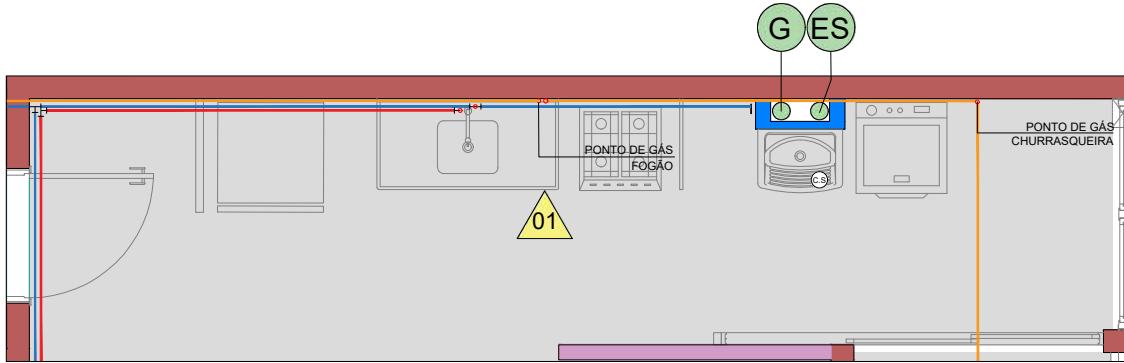 G ES
PONTO DE GÁS
FOGÃO
PONTO DE GÁS
CHURRASQUEIRA
C.S
01